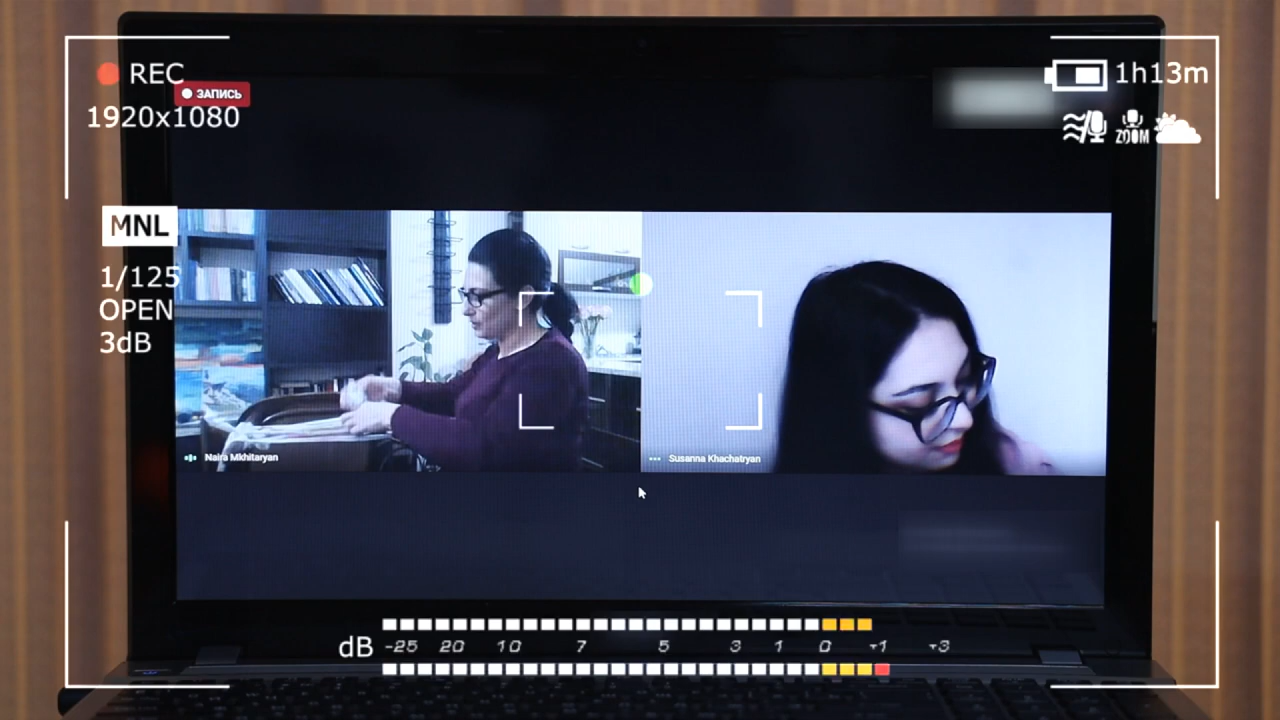 REC
ЗАПИСЬ
1920x1080
1h13m
ZOOM
MNL
1/125
OPEN
3dB
Naira Mkhitaryan
Susanna Khachatryan
dB -25 20 10 7 5 3 1 0 +1 +3